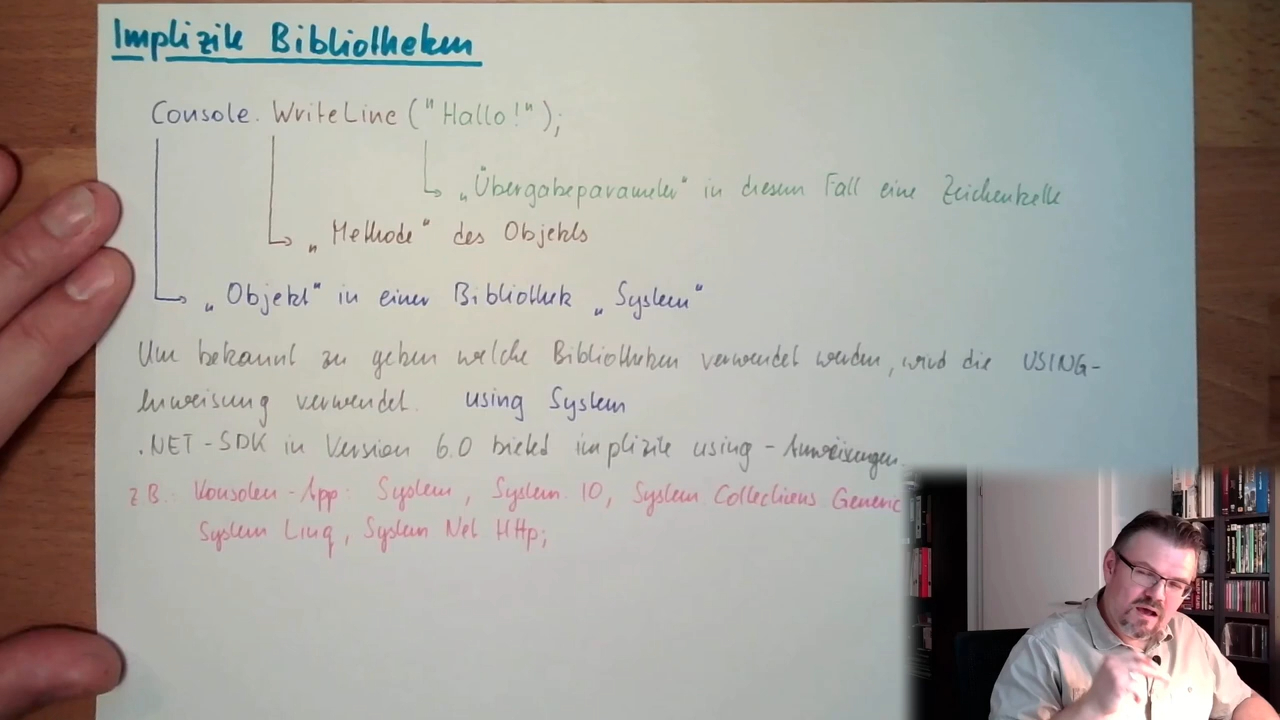 Implizite Bibliotheken
Console.WriteLine("Hallo!");
„Übergabeparameter" in diesem Fall eine Zeichenkette
„Methode" des Objekts
„Objekt" in einer Bibliothek „System"
Um bekannt zu geben welche Bibliotheken verwendet werden, wird die USING-
Anweisung verwendet. using System
.NET-SDK in Version 6.0 bietet implizite using-Anweisungen.
z.B.: Konsolen-App: System, System.IO, System Collections Generic
System Linq, System Net Http;